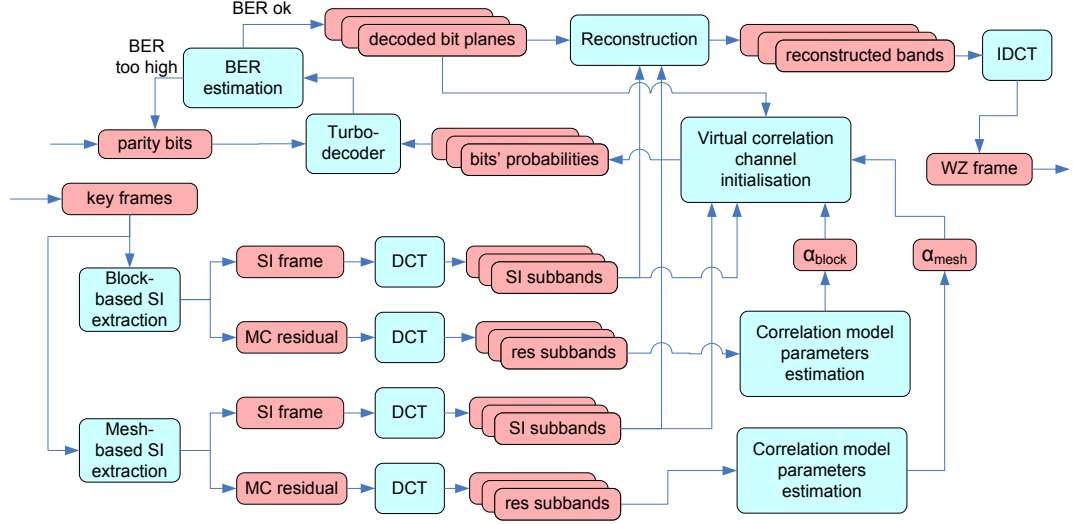 BER ok
BER
too high
BER
estimation
decoded bit planes
Reconstruction
reconstructed bands
IDCT
parity bits
Turbo-
decoder
bits' probabilities
Virtual correlation
channel
initialisation
WZ frame
key frames
Block-
based SI
extraction
SI frame
DCT
SI subbands
αblock
αmesh
MC residual
DCT
res subbands
Correlation model
parameters
estimation
Mesh-
based SI
extraction
SI frame
DCT
SI subbands
MC residual
DCT
res subbands
Correlation model
parameters
estimation